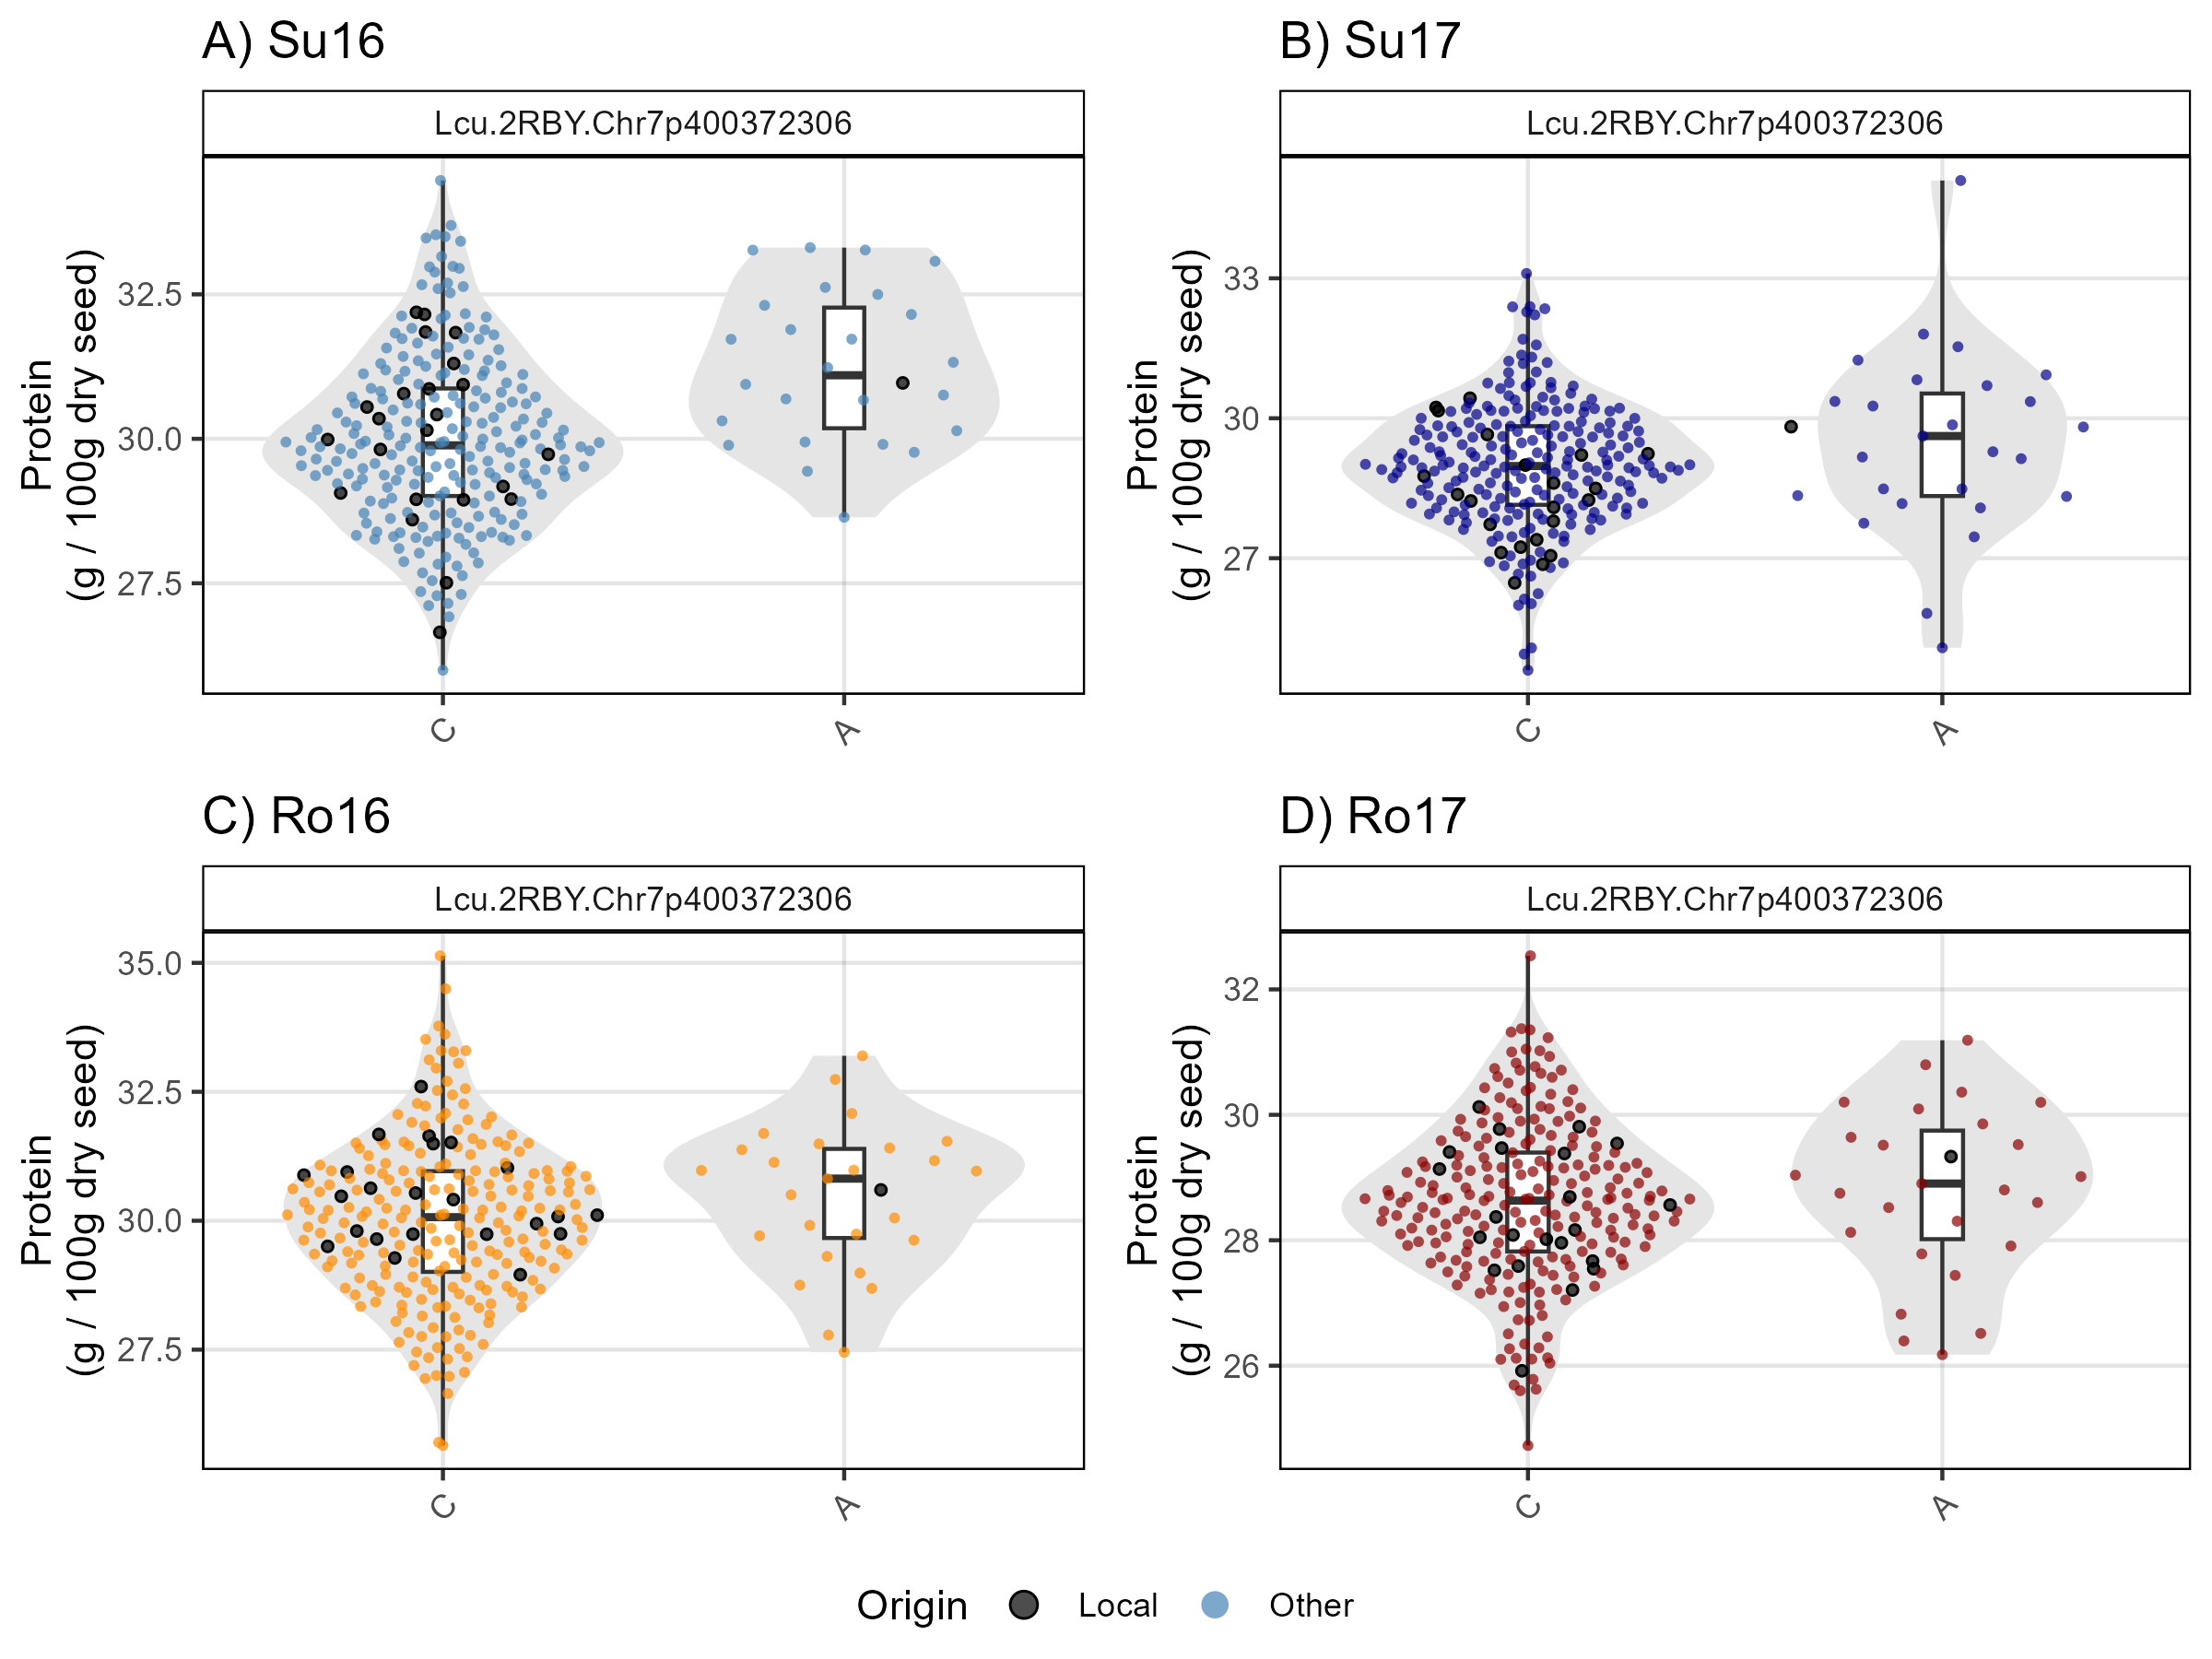 A) Su16
Lcu.2RBY.Chr7p400372306
Protein
(g / 100g dry seed)
32.5
30.0
27.5
C
A
B) Su17
Lcu.2RBY.Chr7p400372306
Protein
(g / 100g dry seed)
33
30
27
C
A
C) Ro16
Lcu.2RBY.Chr7p400372306
Protein
(g / 100g dry seed)
35.0
32.5
30.0
27.5
C
A
D) Ro17
Lcu.2RBY.Chr7p400372306
Protein
(g / 100g dry seed)
32
30
28
26
C
A
Origin Local Other